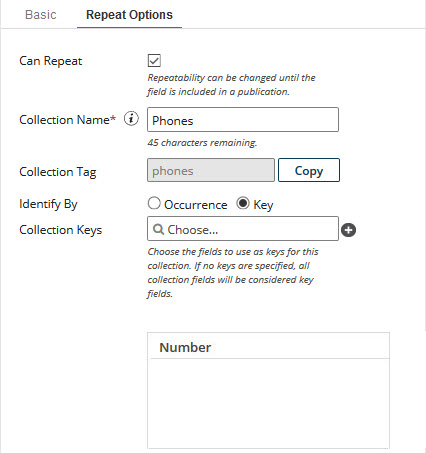 Basic Repeat Options
Can Repeat
Repeatability can be changed until the
field is included in a publication.
Collection Name* i Phones
45 characters remaining.
Collection Tag phones Copy
Identify By Occurrence Key
Collection Keys Choose...
Choose the fields to use as keys for this
collection. If no keys are specified, all
collection fields will be considered key
fields.
Number